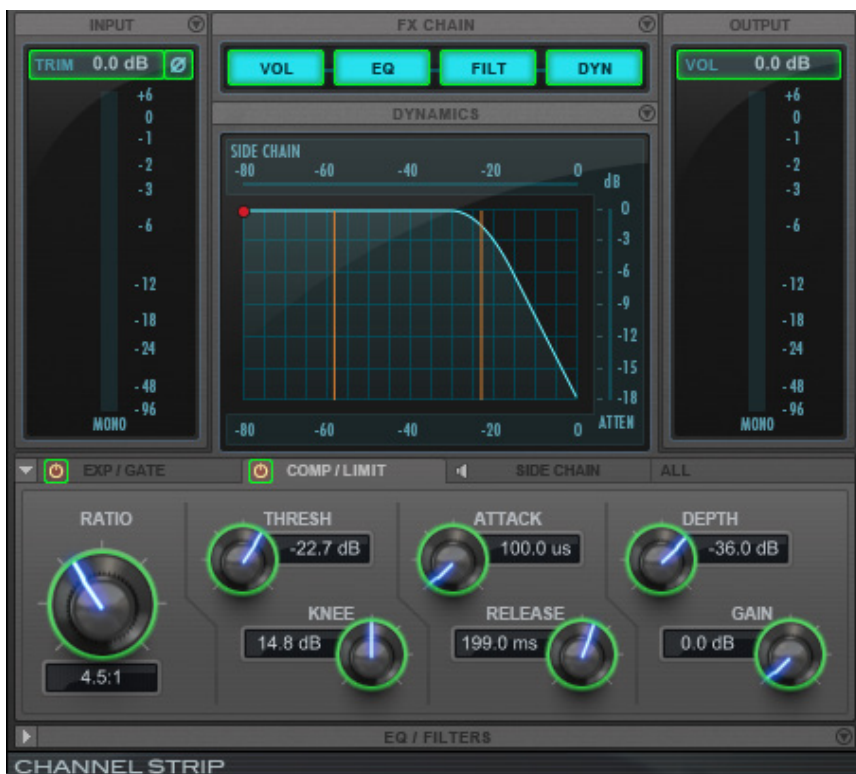 INPUT
FX CHAIN
OUTPUT
TRIM 0.0 dB Ø
VOL EQ FILT DYN
VOL 0.0 dB
+6
0
-1
-2
-3
-6
-12
-18
-24
-48
-96
MONO
DYNAMICS
SIDE CHAIN
-80 -60 -40 -20 0
dB
0
-3
-6
-9
-12
-15
-18
ATTEN
-80 -60 -40 -20 0
+6
0
-1
-2
-3
-6
-12
-18
-24
-48
-96
MONO
EXP / GATE COMP / LIMIT SIDE CHAIN ALL
RATIO
4.5:1
THRESH
-22.7 dB
KNEE
14.8 dB
ATTACK
100.0 us
RELEASE
199.0 ms
DEPTH
-36.0 dB
GAIN
0.0 dB
EQ / FILTERS
CHANNEL STRIP